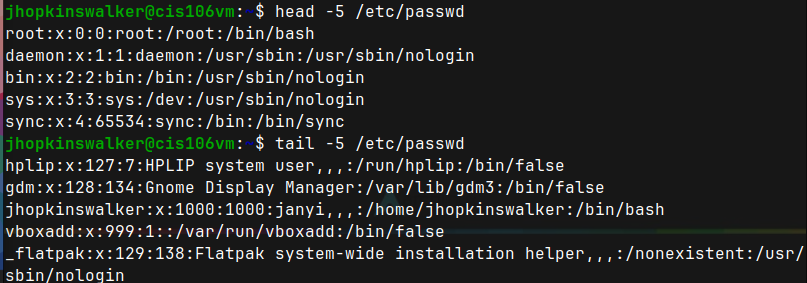 jhopkinswalker@cis106vm:~$ head -5 /etc/passwd
root:x:0:0:root:/root:/bin/bash
daemon:x:1:1:daemon:/usr/sbin:/usr/sbin/nologin
bin:x:2:2:bin:/bin:/usr/sbin/nologin
sys:x:3:3:sys:/dev:/usr/sbin/nologin
sync:x:4:65534:sync:/bin:/bin/sync
jhopkinswalker@cis106vm:~$ tail -5 /etc/passwd
hplip:x:127:7:HPLIP system user,,,:/run/hplip:/bin/false
gdm:x:128:134:Gnome Display Manager:/var/lib/gdm3:/bin/false
jhopkinswalker:x:1000:1000:janyi,,,:/home/jhopkinswalker:/bin/bash
vboxadd:x:999:1::/var/run/vboxadd:/bin/false
_flatpak:x:129:138:Flatpak system-wide installation helper,,,:/nonexistent:/usr/
sbin/nologin